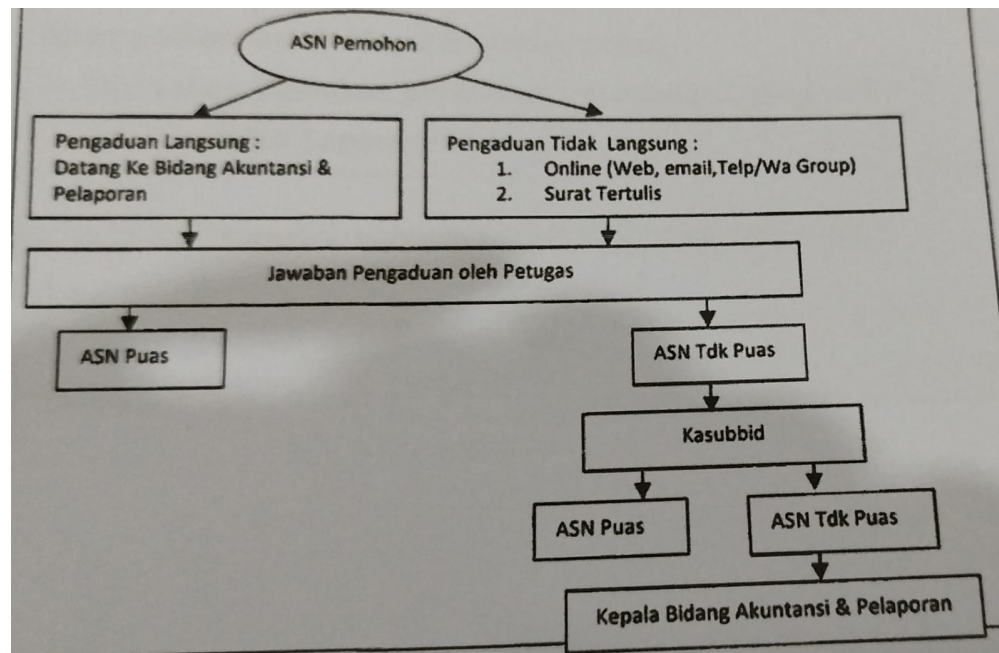 ASN Pemohon
Pengaduan Langsung :
Datang Ke Bidang Akuntansi &
Pelaporan
Pengaduan Tidak Langsung :
1. Online (Web, email,Telp/Wa Group)
2. Surat Tertulis
Jawaban Pengaduan oleh Petugas
ASN Puas
ASN Tdk Puas
Kasubbid
ASN Puas
ASN Tdk Puas
Kepala Bidang Akuntansi & Pelaporan